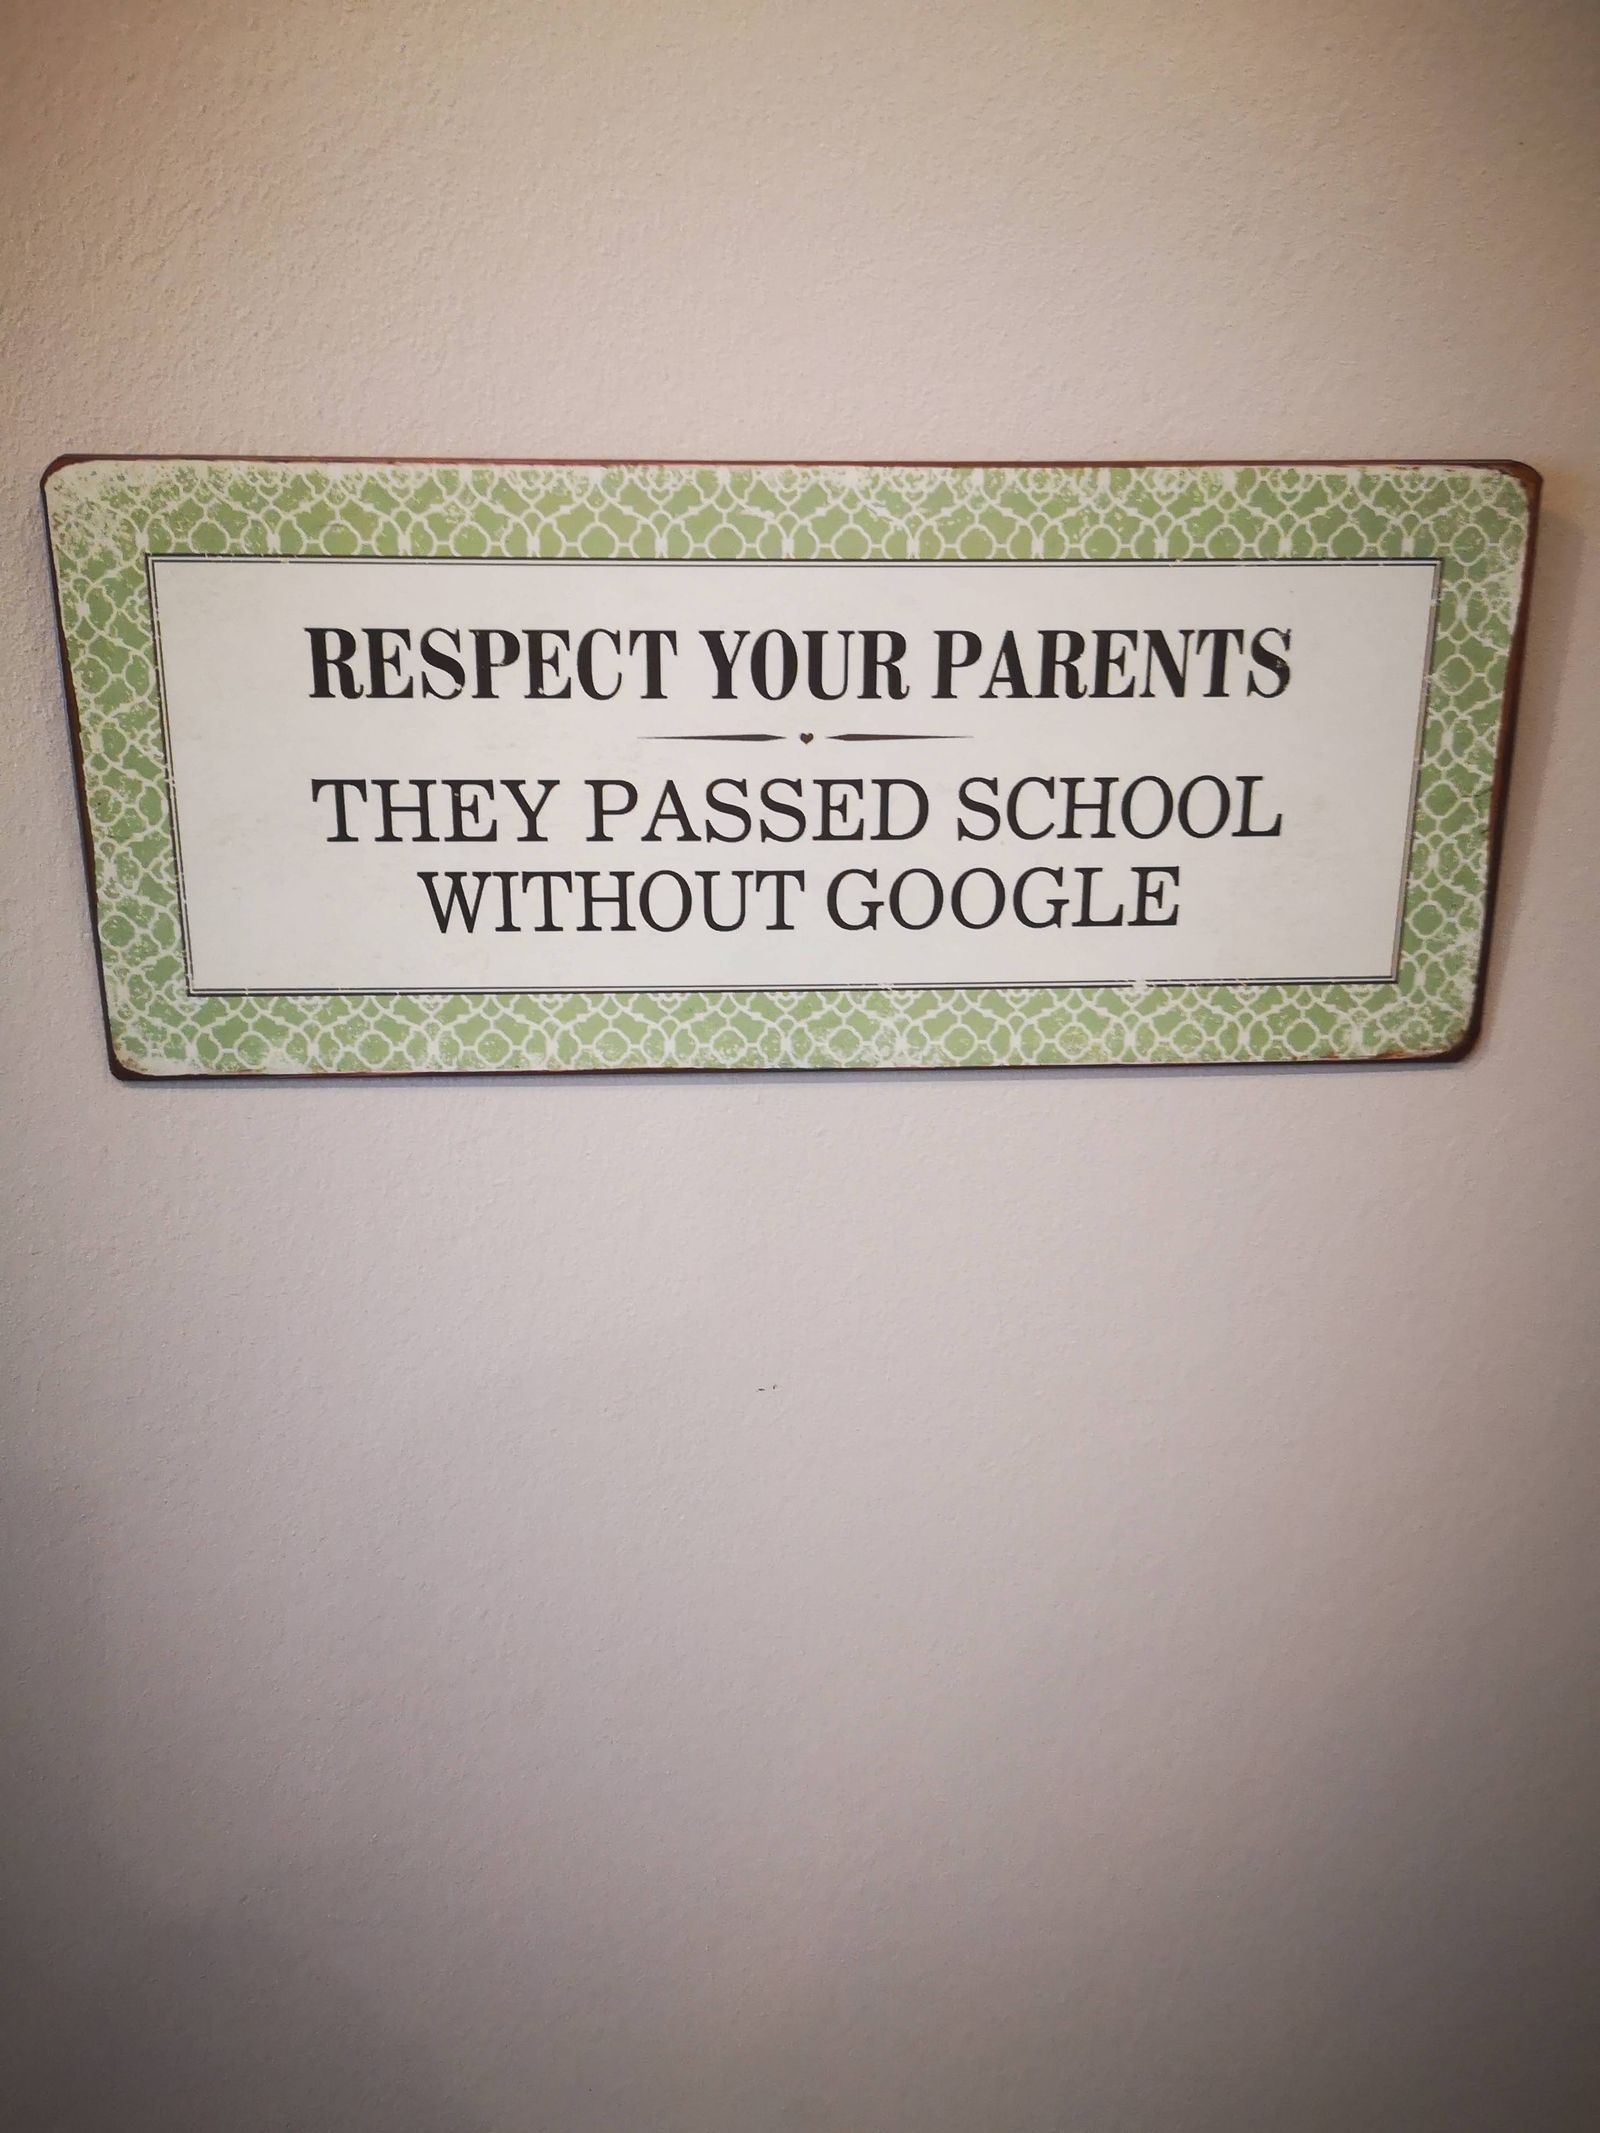 RESPECT YOUR PARENTS
THEY PASSED SCHOOL
WITHOUT GOOGLE